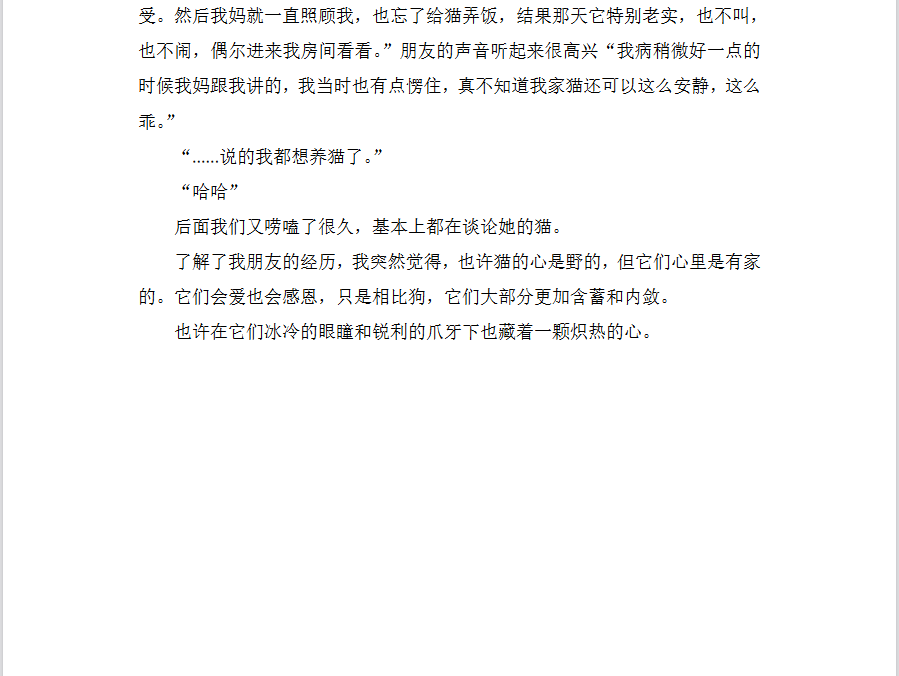 受。然后我妈就一直照顾我，也忘了给猫弄饭，结果那天它特别老实，也不叫，
也不闹，偶尔进来我房间看看。”朋友的声音听起来很高兴“我病稍微好一点的
时候我妈跟我讲的，我当时也有点愣住，真不知道我家猫还可以这么安静，这么
乖。”
“......说的我都想养猫了。”
“哈哈”
后面我们又唠嗑了很久，基本上都在谈论她的猫。
了解了我朋友的经历，我突然觉得，也许猫的心是野的，但它们心里是有家
的。它们会爱也会感恩，只是相比狗，它们大部分更加含蓄和内敛。
也许在它们冰冷的眼瞳和锐利的爪牙下也藏着一颗炽热的心。